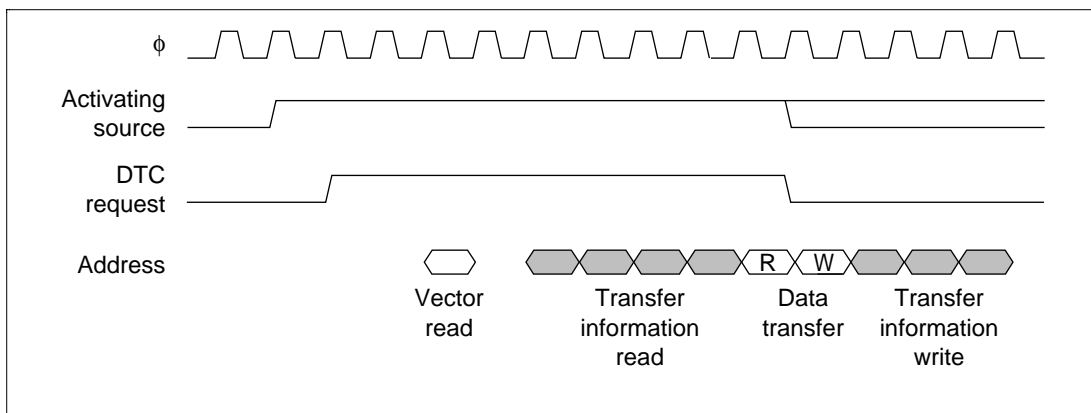 ϕ
Activating
source
DTC
request
Address
R W
Vector
read
Transfer
information
read
Data
transfer
Transfer
information
write